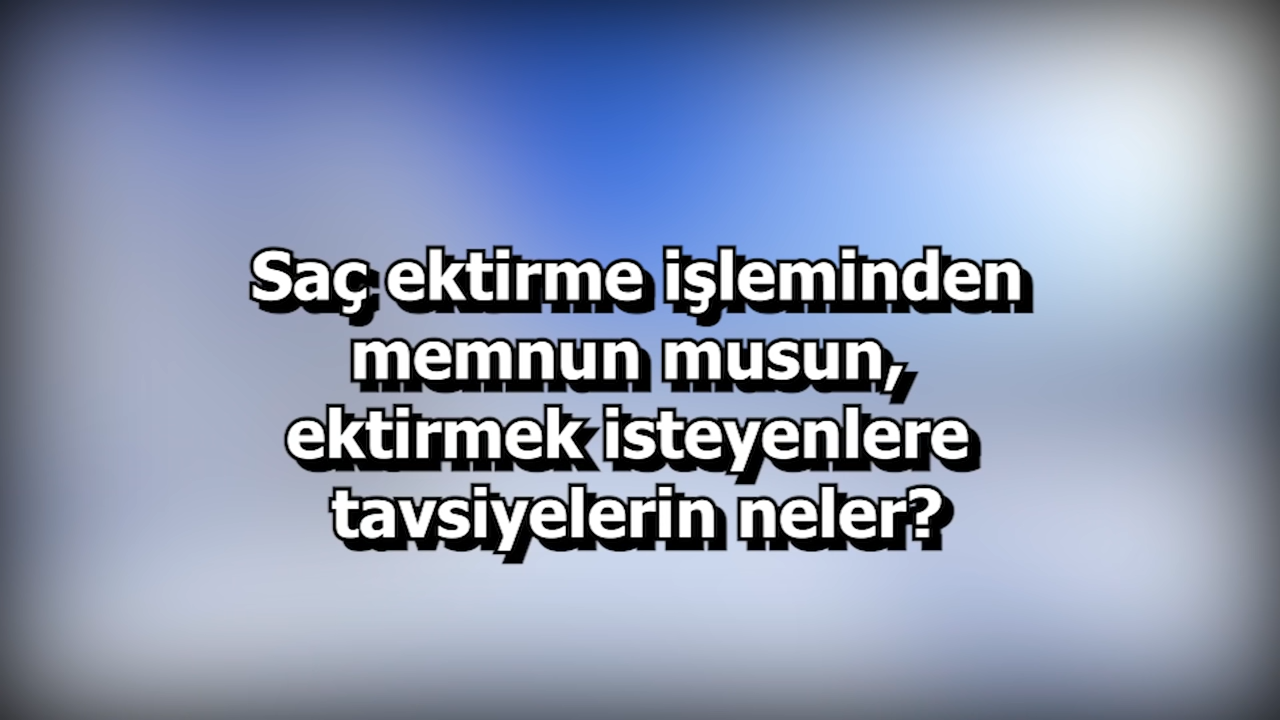 Saç ektirme işleminden
memnun musun,
ektirmek isteyenlere
tavsiyelerin neler?